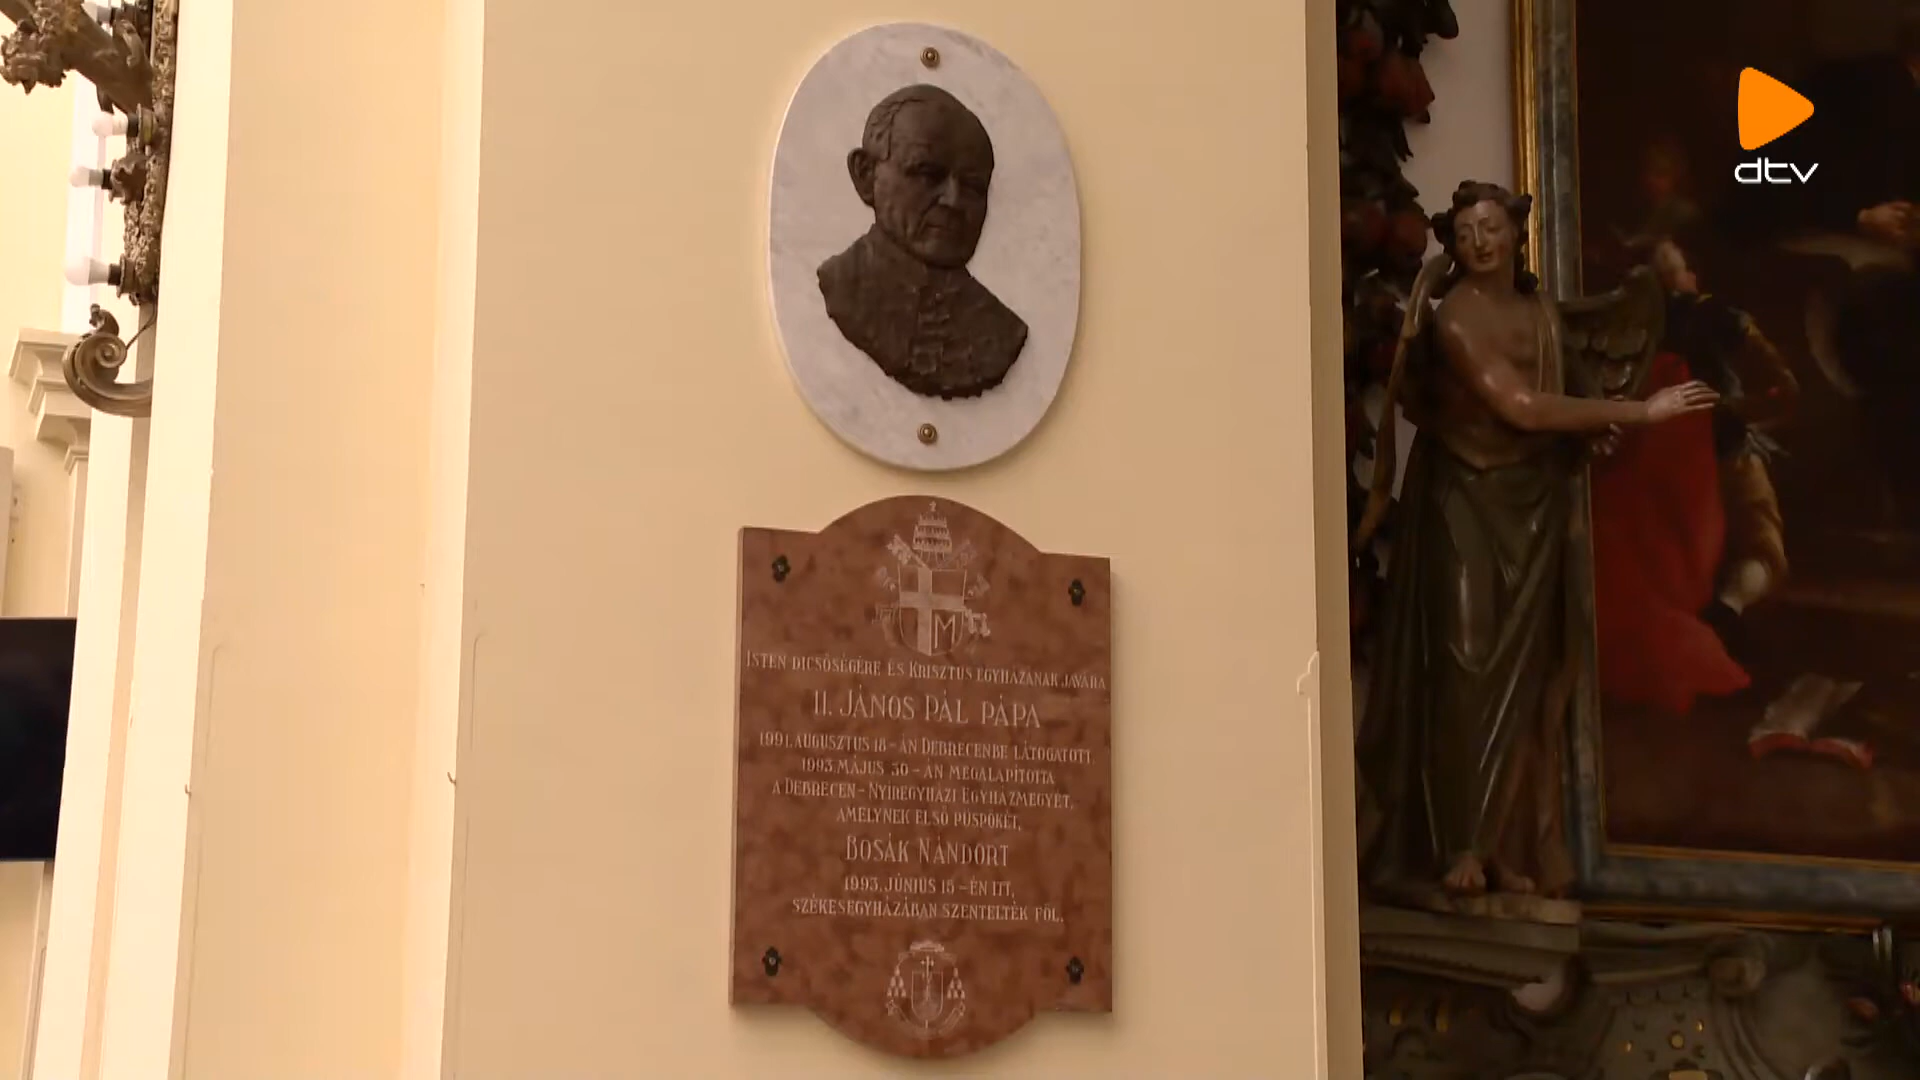 dtv
M
ISTEN DICSŐSÉGÉRE ÉS KRISZTUS EGYHÁZÁNAK JAVÁRA
II. JÁNOS PÁL PÁPA
1991. AUGUSZTUS 18-ÁN DEBRECENBE LÁTOGATOTT.
1993. MÁJUS 30-ÁN MEGALAPÍTOTTA
A DEBRECEN-NYÍREGYHÁZI EGYHÁZMEGYÉT,
AMELYNEK ELSŐ PÜSPÖKÉT,
BOSÁK NÁNDORT
1993. JÚNIUS 15-ÉN ITT,
SZÉKESEGYHÁZÁBAN SZENTELTÉK FÖL.